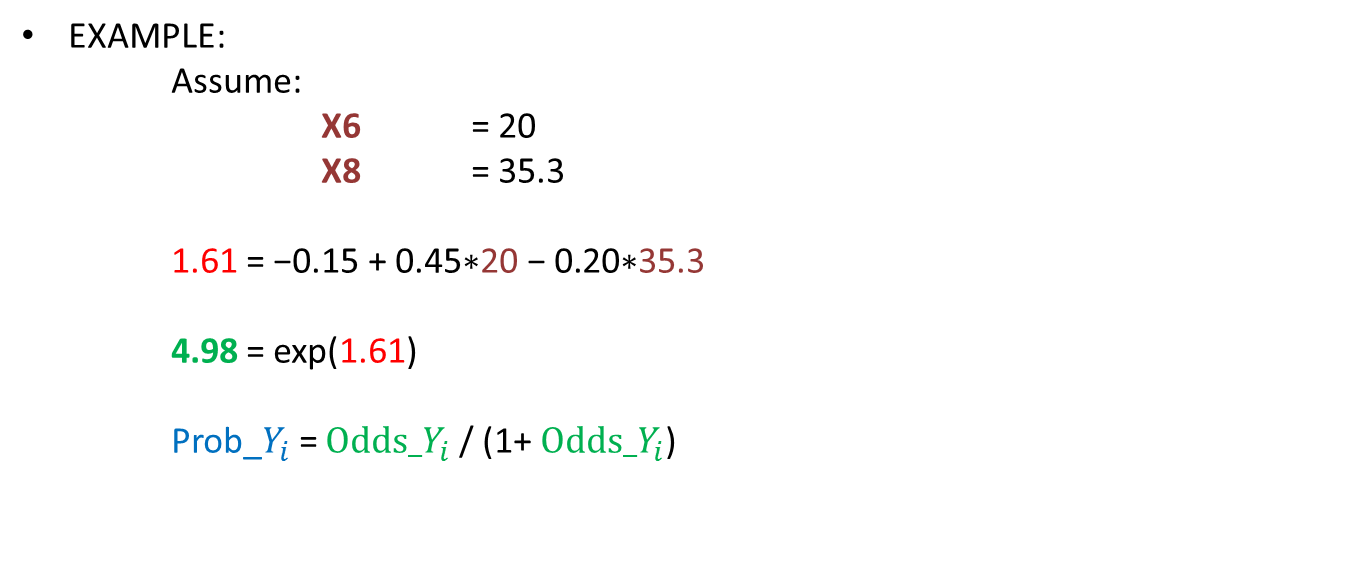 • EXAMPLE:
Assume:
X6 = 20
X8 = 35.3
1.61 = −0.15 + 0.45*20 − 0.20*35.3
4.98 = exp(1.61)
Prob_Yᵢ = Odds_Yᵢ / (1+ Odds_Yᵢ)